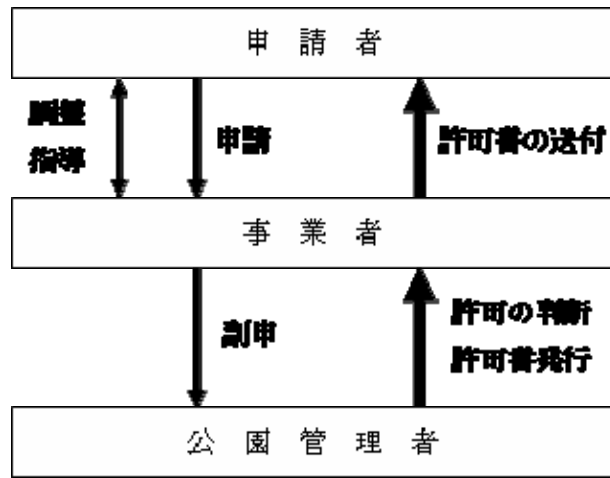 申請者
調整
指導
申請
許可書の送付
事業者
副申
許可の判断
許可書発行
公園管理者